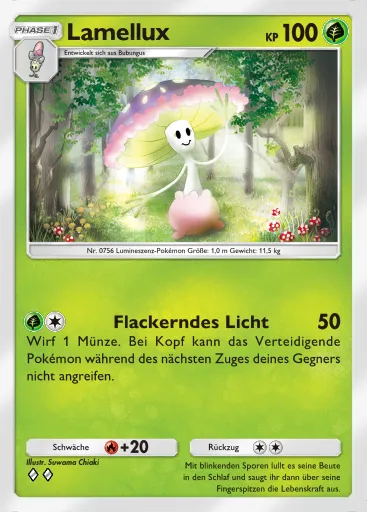 PHASE 1
Lamellux
KP 100
Entwickelt sich aus Bubungus
Nr. 0756 Lumineszenz-Pokémon Größe: 1,0 m Gewicht: 11,5 kg
Flackerndes Licht 50
Wirf 1 Münze. Bei Kopf kann das Verteidigende
Pokémon während des nächsten Zuges deines Gegners
nicht angreifen.
Schwäche +20
Rückzug
Illustr. Suwama Chiaki
Mit blinkenden Sporen lullt es seine Beute
in den Schlaf und saugt ihr dann über seine
Fingerspitzen die Lebenskraft aus.